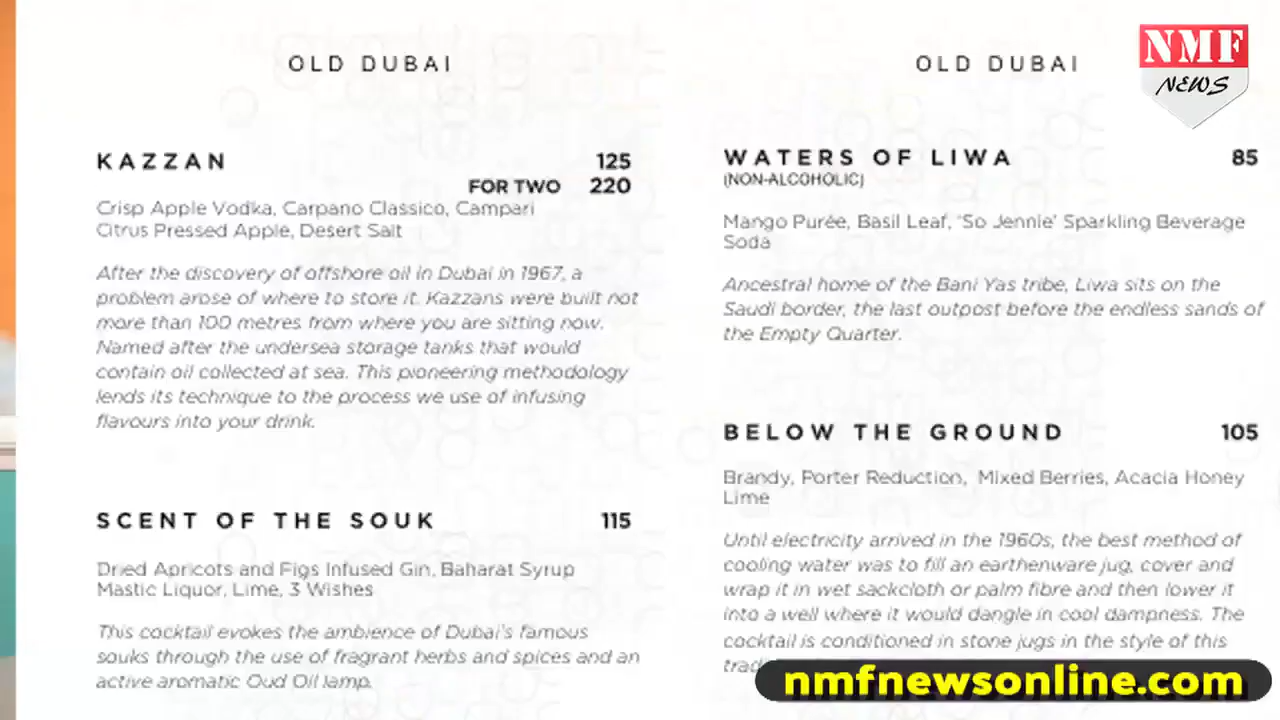 OLD DUBAI
KAZZAN 125
FOR TWO 220
Crisp Apple Vodka, Carpano Classico, Campari
Citrus Pressed Apple, Desert Salt
After the discovery of offshore oil in Dubai in 1967, a
problem arose of where to store it. Kazzans were built not
more than 100 metres from where you are sitting now.
Named after the undersea storage tanks that would
contain oil collected at sea. This pioneering methodology
lends its technique to the process we use of infusing
flavours into your drink.
SCENT OF THE SOUK 115
Dried Apricots and Figs Infused Gin, Baharat Syrup
Mastic Liquor, Lime, 3 Wishes
This cocktail evokes the ambience of Dubai's famous
souks through the use of fragrant herbs and spices and an
active aromatic Oud Oil lamp.
OLD DUBAI
WATERS OF LIWA 85
(NON-ALCOHOLIC)
Mango Purée, Basil Leaf, 'So Jennie' Sparkling Beverage
Soda
Ancestral home of the Bani Yas tribe, Liwa sits on the
Saudi border, the last outpost before the endless sands of
the Empty Quarter.
BELOW THE GROUND 105
Brandy, Porter Reduction, Mixed Berries, Acacia Honey
Lime
Until electricity arrived in the 1960s, the best method of
cooling water was to fill an earthenware jug, cover and
wrap it in wet sackcloth or palm fibre and then lower it
into a well where it would dangle in cool dampness. The
cocktail is conditioned in stone jugs in the style of this
NMF
NEWS
nmfnewsonline.com